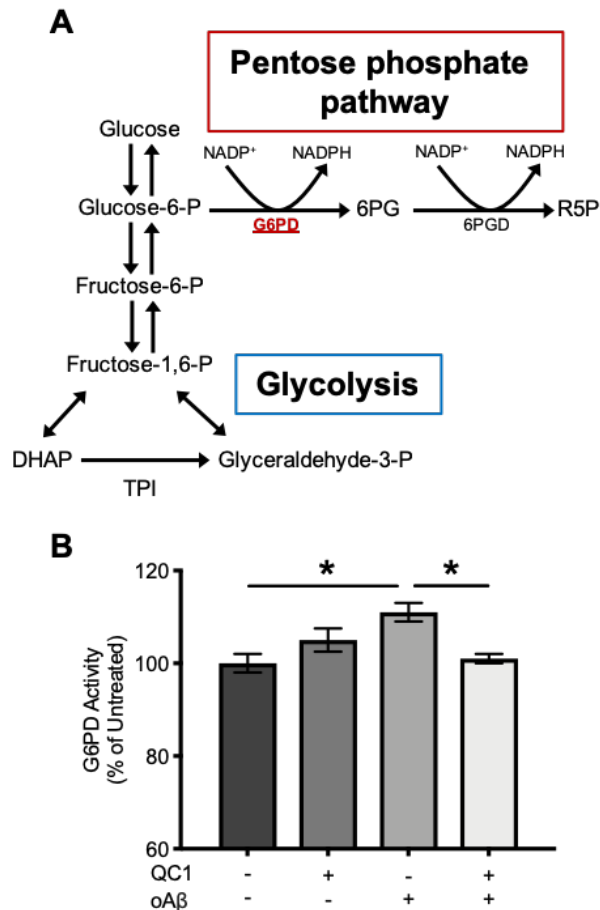 A
Pentose phosphate
pathway
Glucose
NADP⁺ NADPH NADP⁺ NADPH
Glucose-6-P 6PG R5P
G6PD 6PGD
Fructose-6-P
Fructose-1,6-P
Glycolysis
DHAP Glyceraldehyde-3-P
TPI
B
* *
G6PD Activity
(% of Untreated)
120
100
80
60
QC1 - + - +
oAβ - - + +